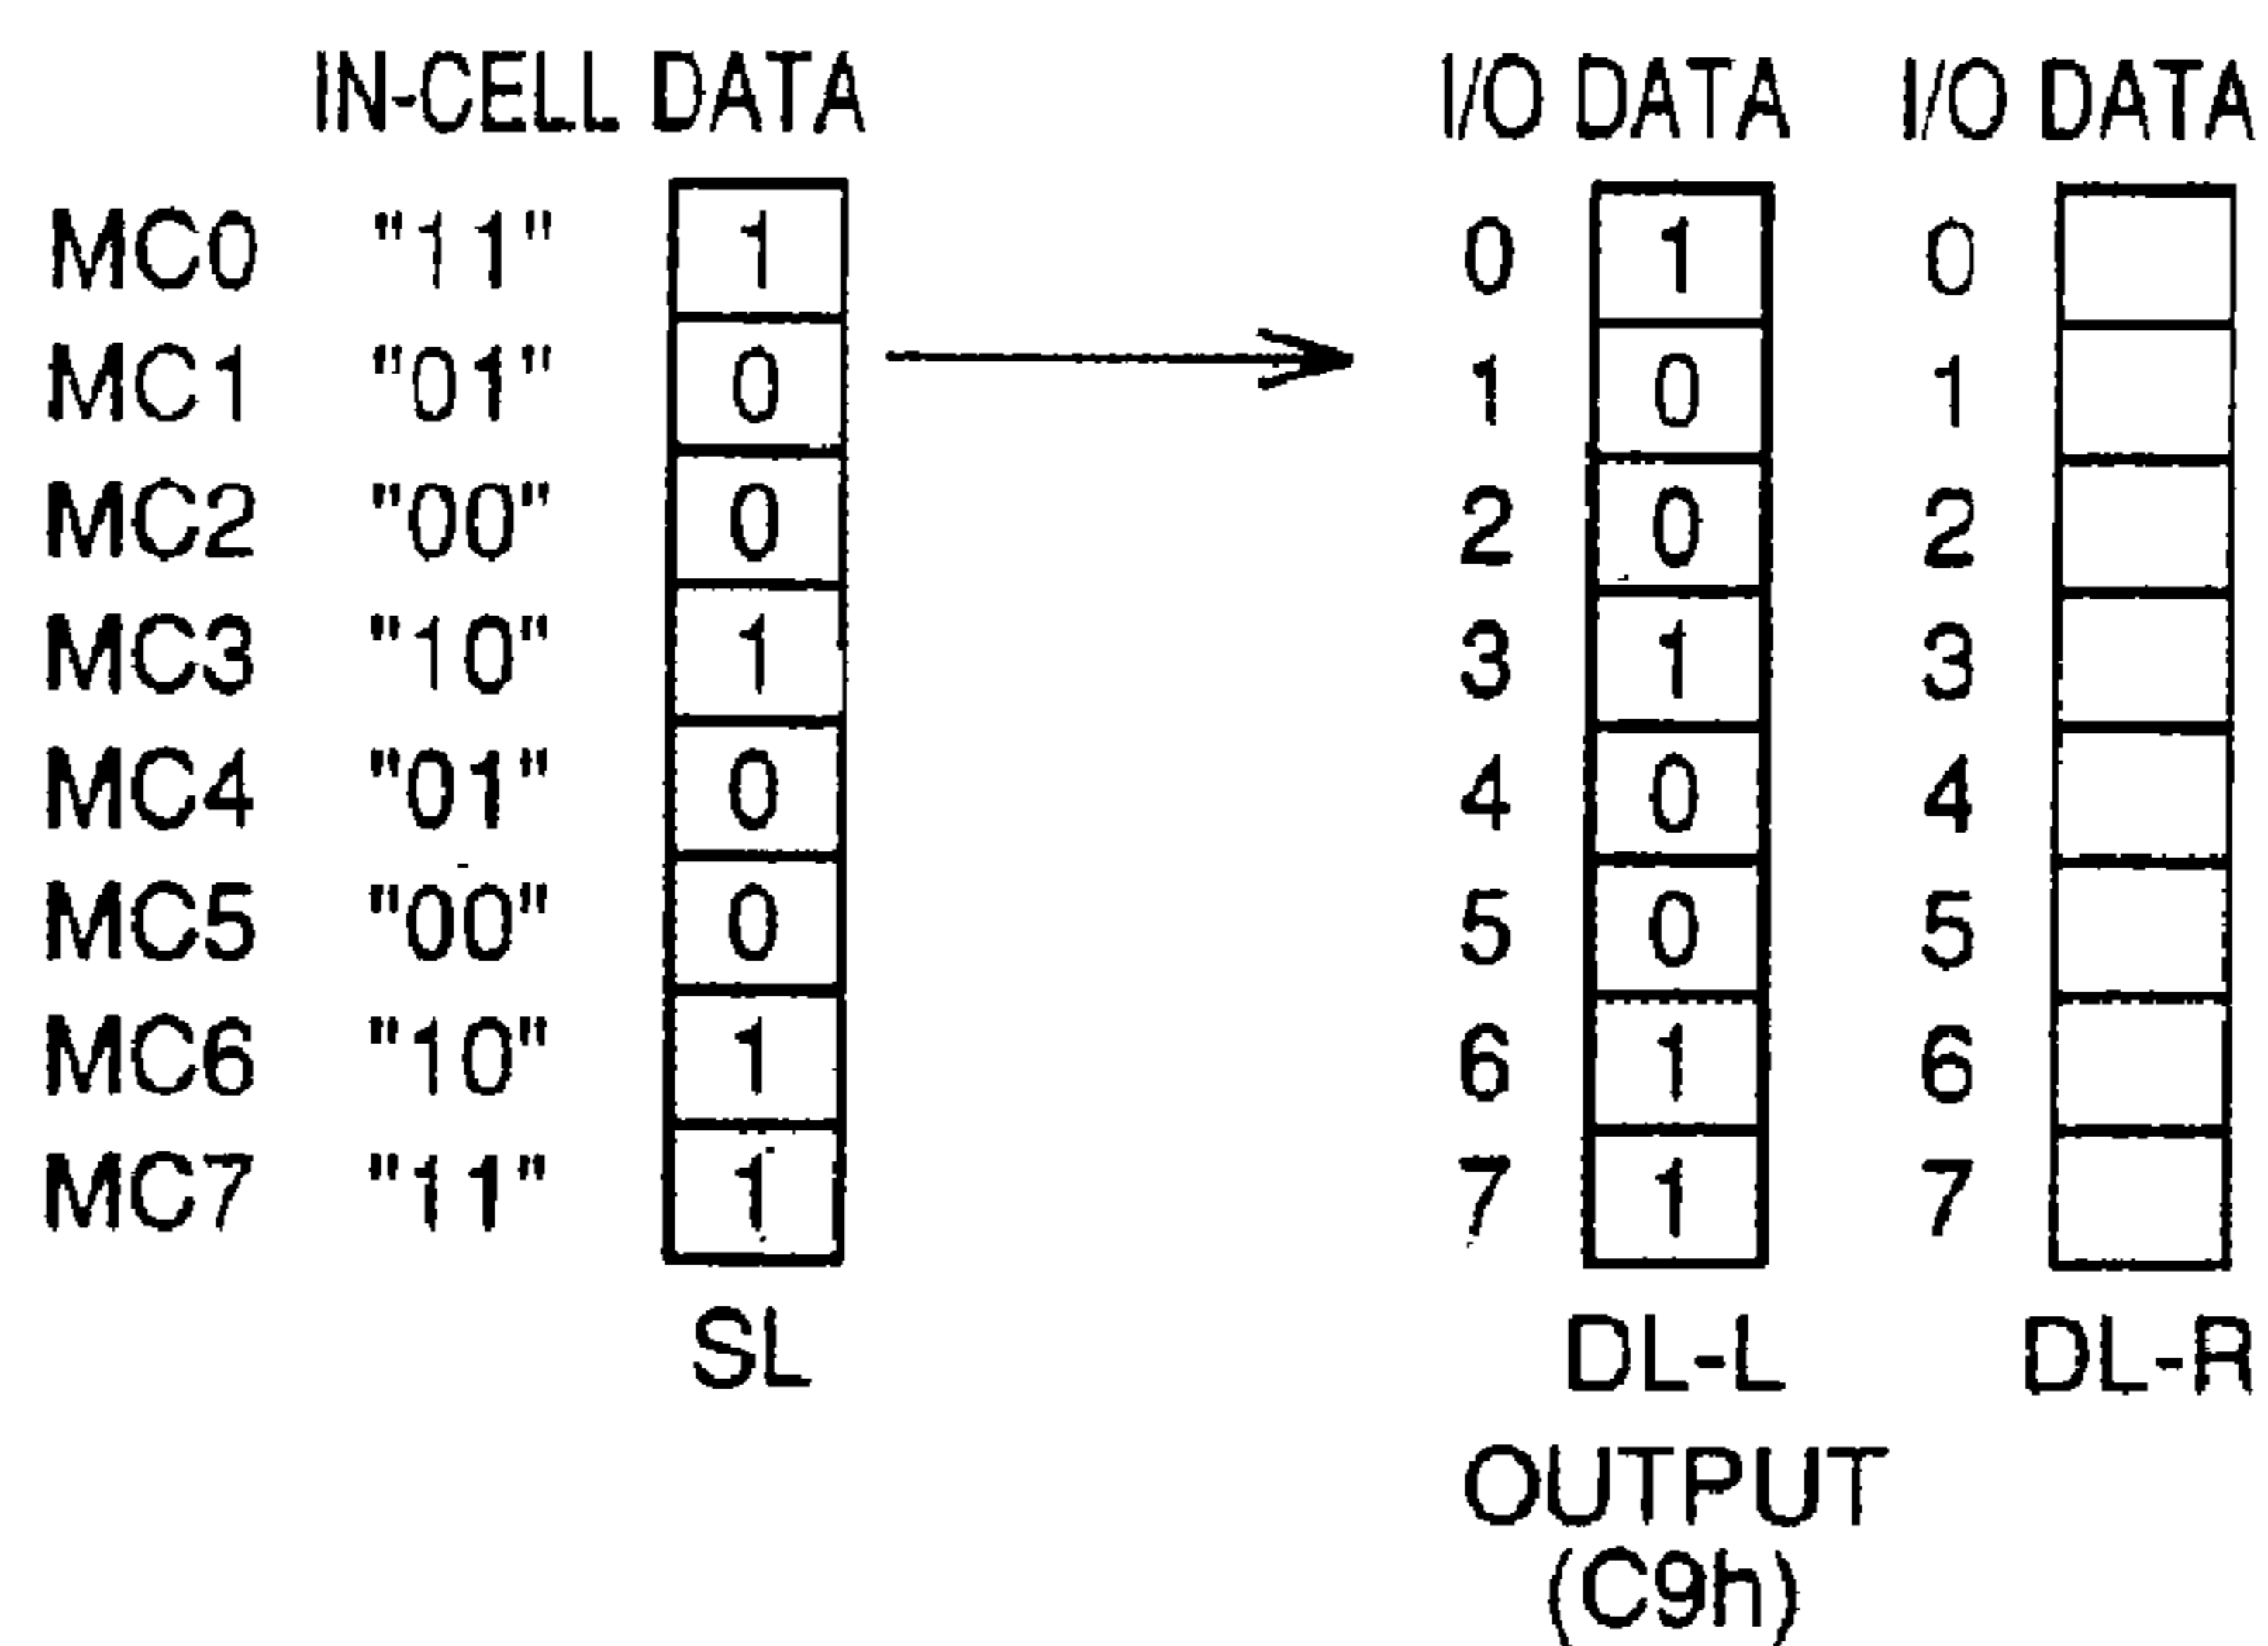 IN-CELL DATA I/O DATA I/O DATA
MC0 "11" 1 0 1 0
MC1 "01" 0 1 0 1
MC2 "00" 0 2 0 2
MC3 "10" 1 3 1 3
MC4 "01" 0 4 0 4
MC5 "00" 0 5 0 5
MC6 "10" 1 6 1 6
MC7 "11" 1 7 1 7
SL DL-L DL-R
OUTPUT
(C9h)